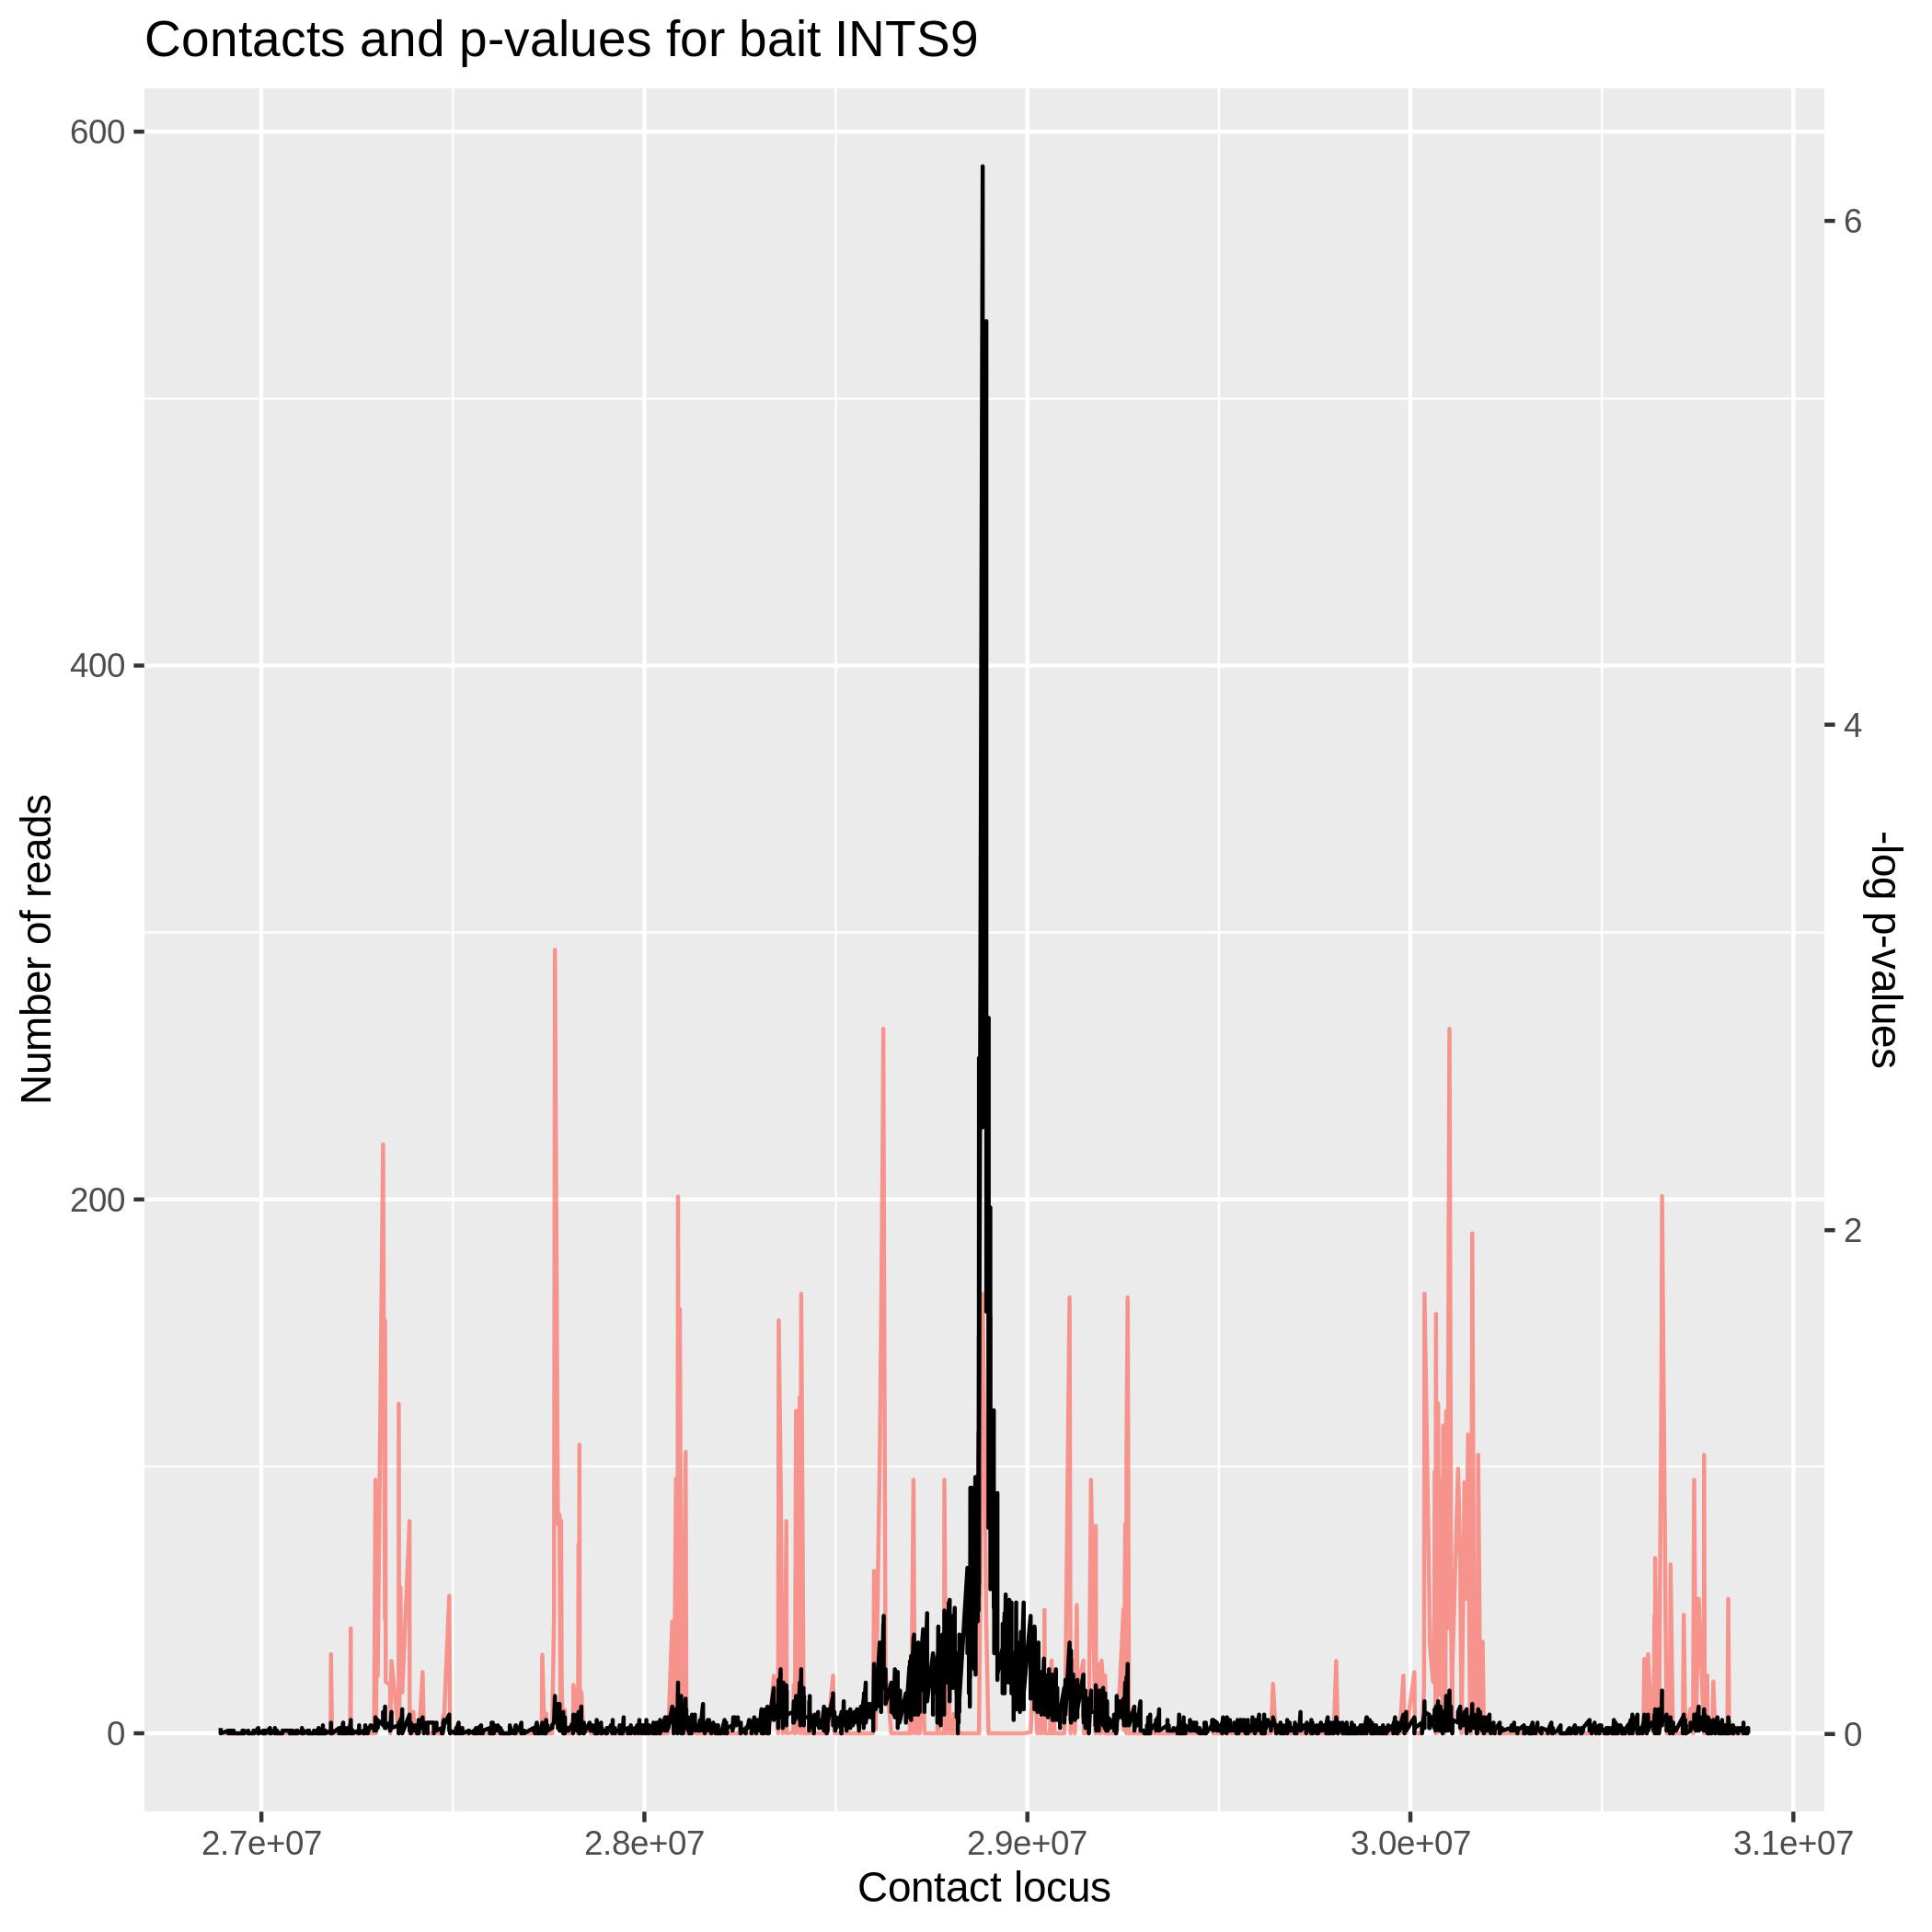 Contacts and p-values for bait INTS9
600
400
200
0
Number of reads
6
4
2
0
-log p-values
2.7e+07
2.8e+07
2.9e+07
3.0e+07
3.1e+07
Contact locus